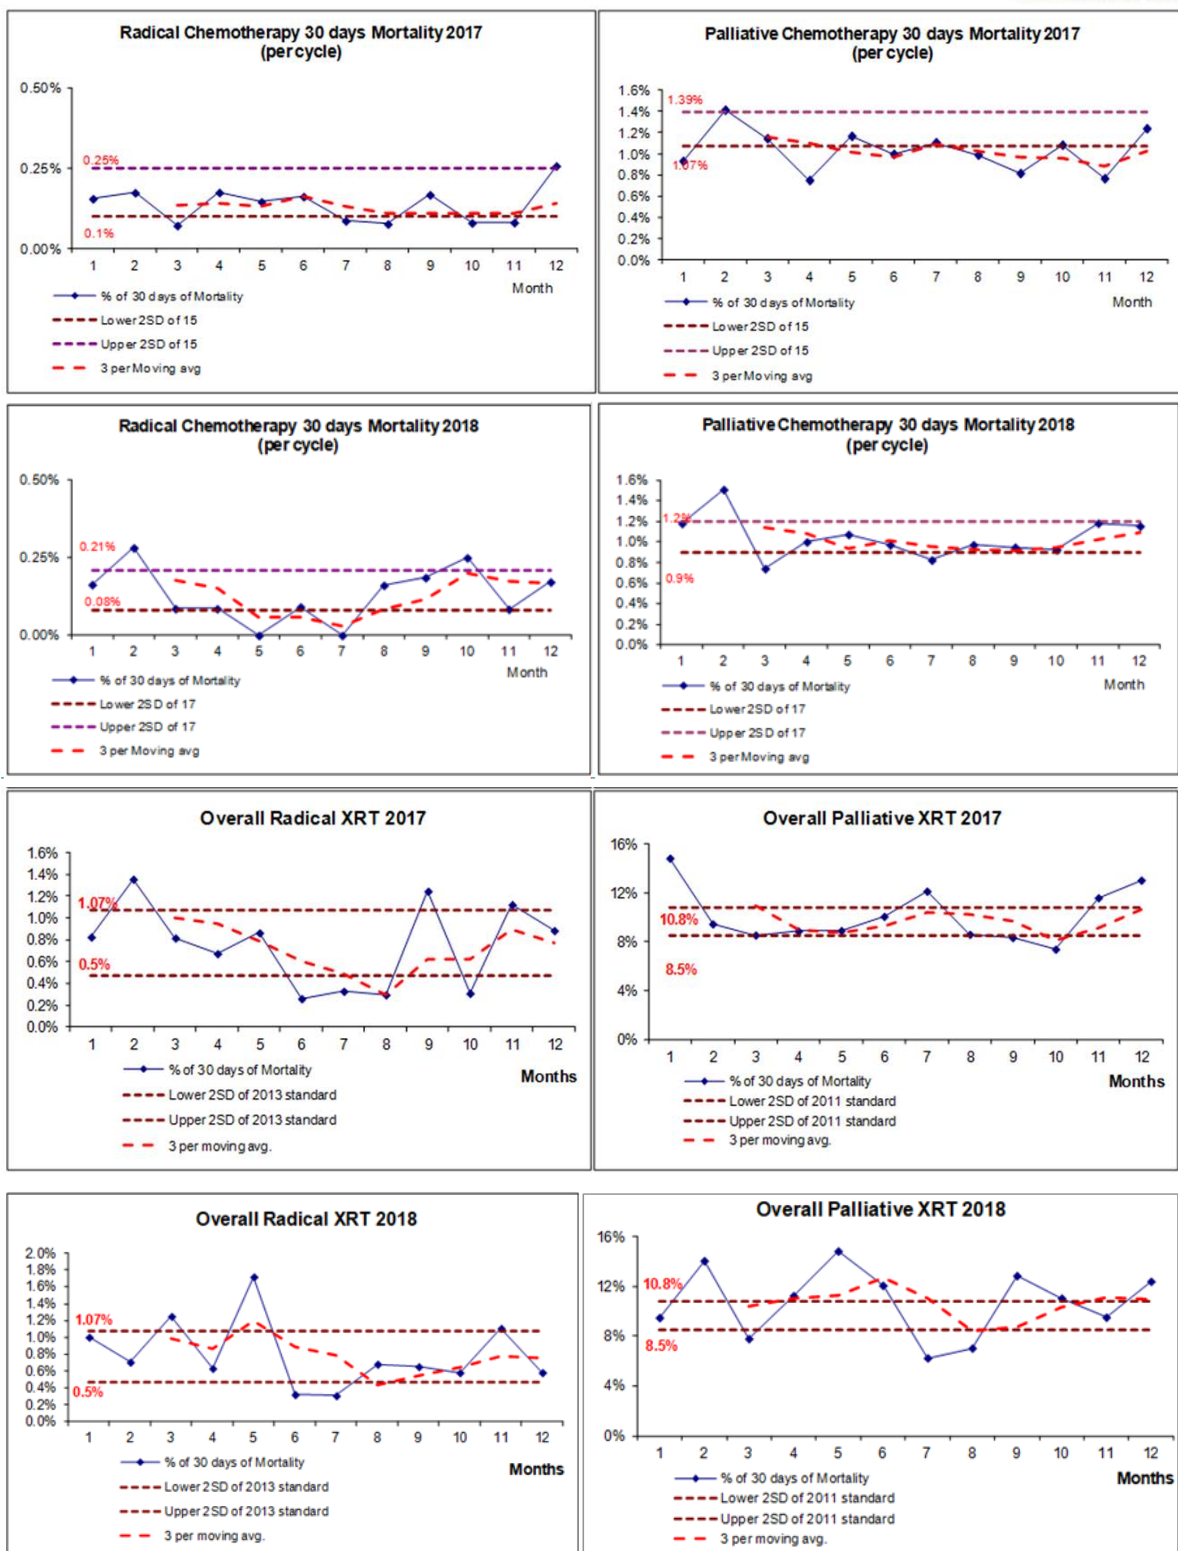 Radical Chemotherapy 30 days Mortality 2017
(per cycle)
0.50%
0.25%
0.00%
0.25%
0.1%
1 2 3 4 5 6 7 8 9 10 11 12
Month
% of 30 days of Mortality
Lower 2SD of 15
Upper 2SD of 15
3 per Moving avg
Palliative Chemotherapy 30 days Mortality 2017
(per cycle)
1.6%
1.4%
1.2%
1.0%
0.8%
0.6%
0.4%
0.2%
0.0%
1.39%
1.07%
1 2 3 4 5 6 7 8 9 10 11 12
Month
% of 30 days of Mortality
Lower 2SD of 15
Upper 2SD of 15
3 per Moving avg
Radical Chemotherapy 30 days Mortality 2018
(per cycle)
0.50%
0.25%
0.00%
0.21%
0.08%
1 2 3 4 5 6 7 8 9 10 11 12
Month
% of 30 days of Mortality
Lower 2SD of 17
Upper 2SD of 17
3 per Moving avg
Palliative Chemotherapy 30 days Mortality 2018
(per cycle)
1.6%
1.4%
1.2%
1.0%
0.8%
0.6%
0.4%
0.2%
0.0%
1.2%
0.9%
1 2 3 4 5 6 7 8 9 10 11 12
Month
% of 30 days of Mortality
Lower 2SD of 17
Upper 2SD of 17
3 per Moving avg
Overall Radical XRT 2017
1.6%
1.4%
1.2%
1.0%
0.8%
0.6%
0.4%
0.2%
0.0%
1.07%
0.5%
1 2 3 4 5 6 7 8 9 10 11 12
Months
% of 30 days of Mortality
Lower 2SD of 2013 standard
Upper 2SD of 2013 standard
3 per moving avg.
Overall Palliative XRT 2017
16%
12%
8%
4%
0%
10.8%
8.5%
1 2 3 4 5 6 7 8 9 10 11 12
Months
% of 30 days of Mortality
Lower 2SD of 2011 standard
Upper 2SD of 2011 standard
3 per moving avg.
Overall Radical XRT 2018
2.0%
1.8%
1.6%
1.4%
1.2%
1.0%
0.8%
0.6%
0.4%
0.2%
0.0%
1.07%
0.5%
1 2 3 4 5 6 7 8 9 10 11 12
Months
% of 30 days of Mortality
Lower 2SD of 2013 standard
Upper 2SD of 2013 standard
3 per moving avg.
Overall Palliative XRT 2018
16%
12%
8%
4%
0%
10.8%
8.5%
1 2 3 4 5 6 7 8 9 10 11 12
Months
% of 30 days of Mortality
Lower 2SD of 2011 standard
Upper 2SD of 2011 standard
3 per moving avg.